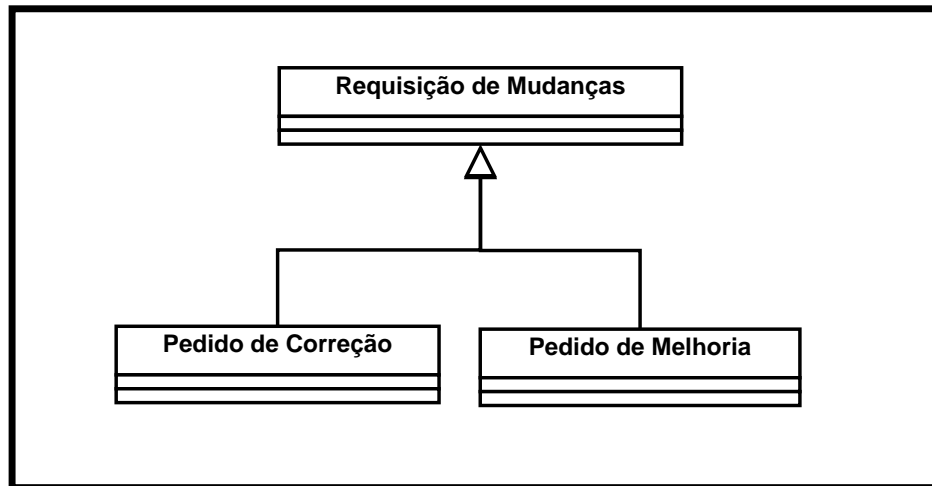 Requisição de Mudanças
Pedido de Correção
Pedido de Melhoria